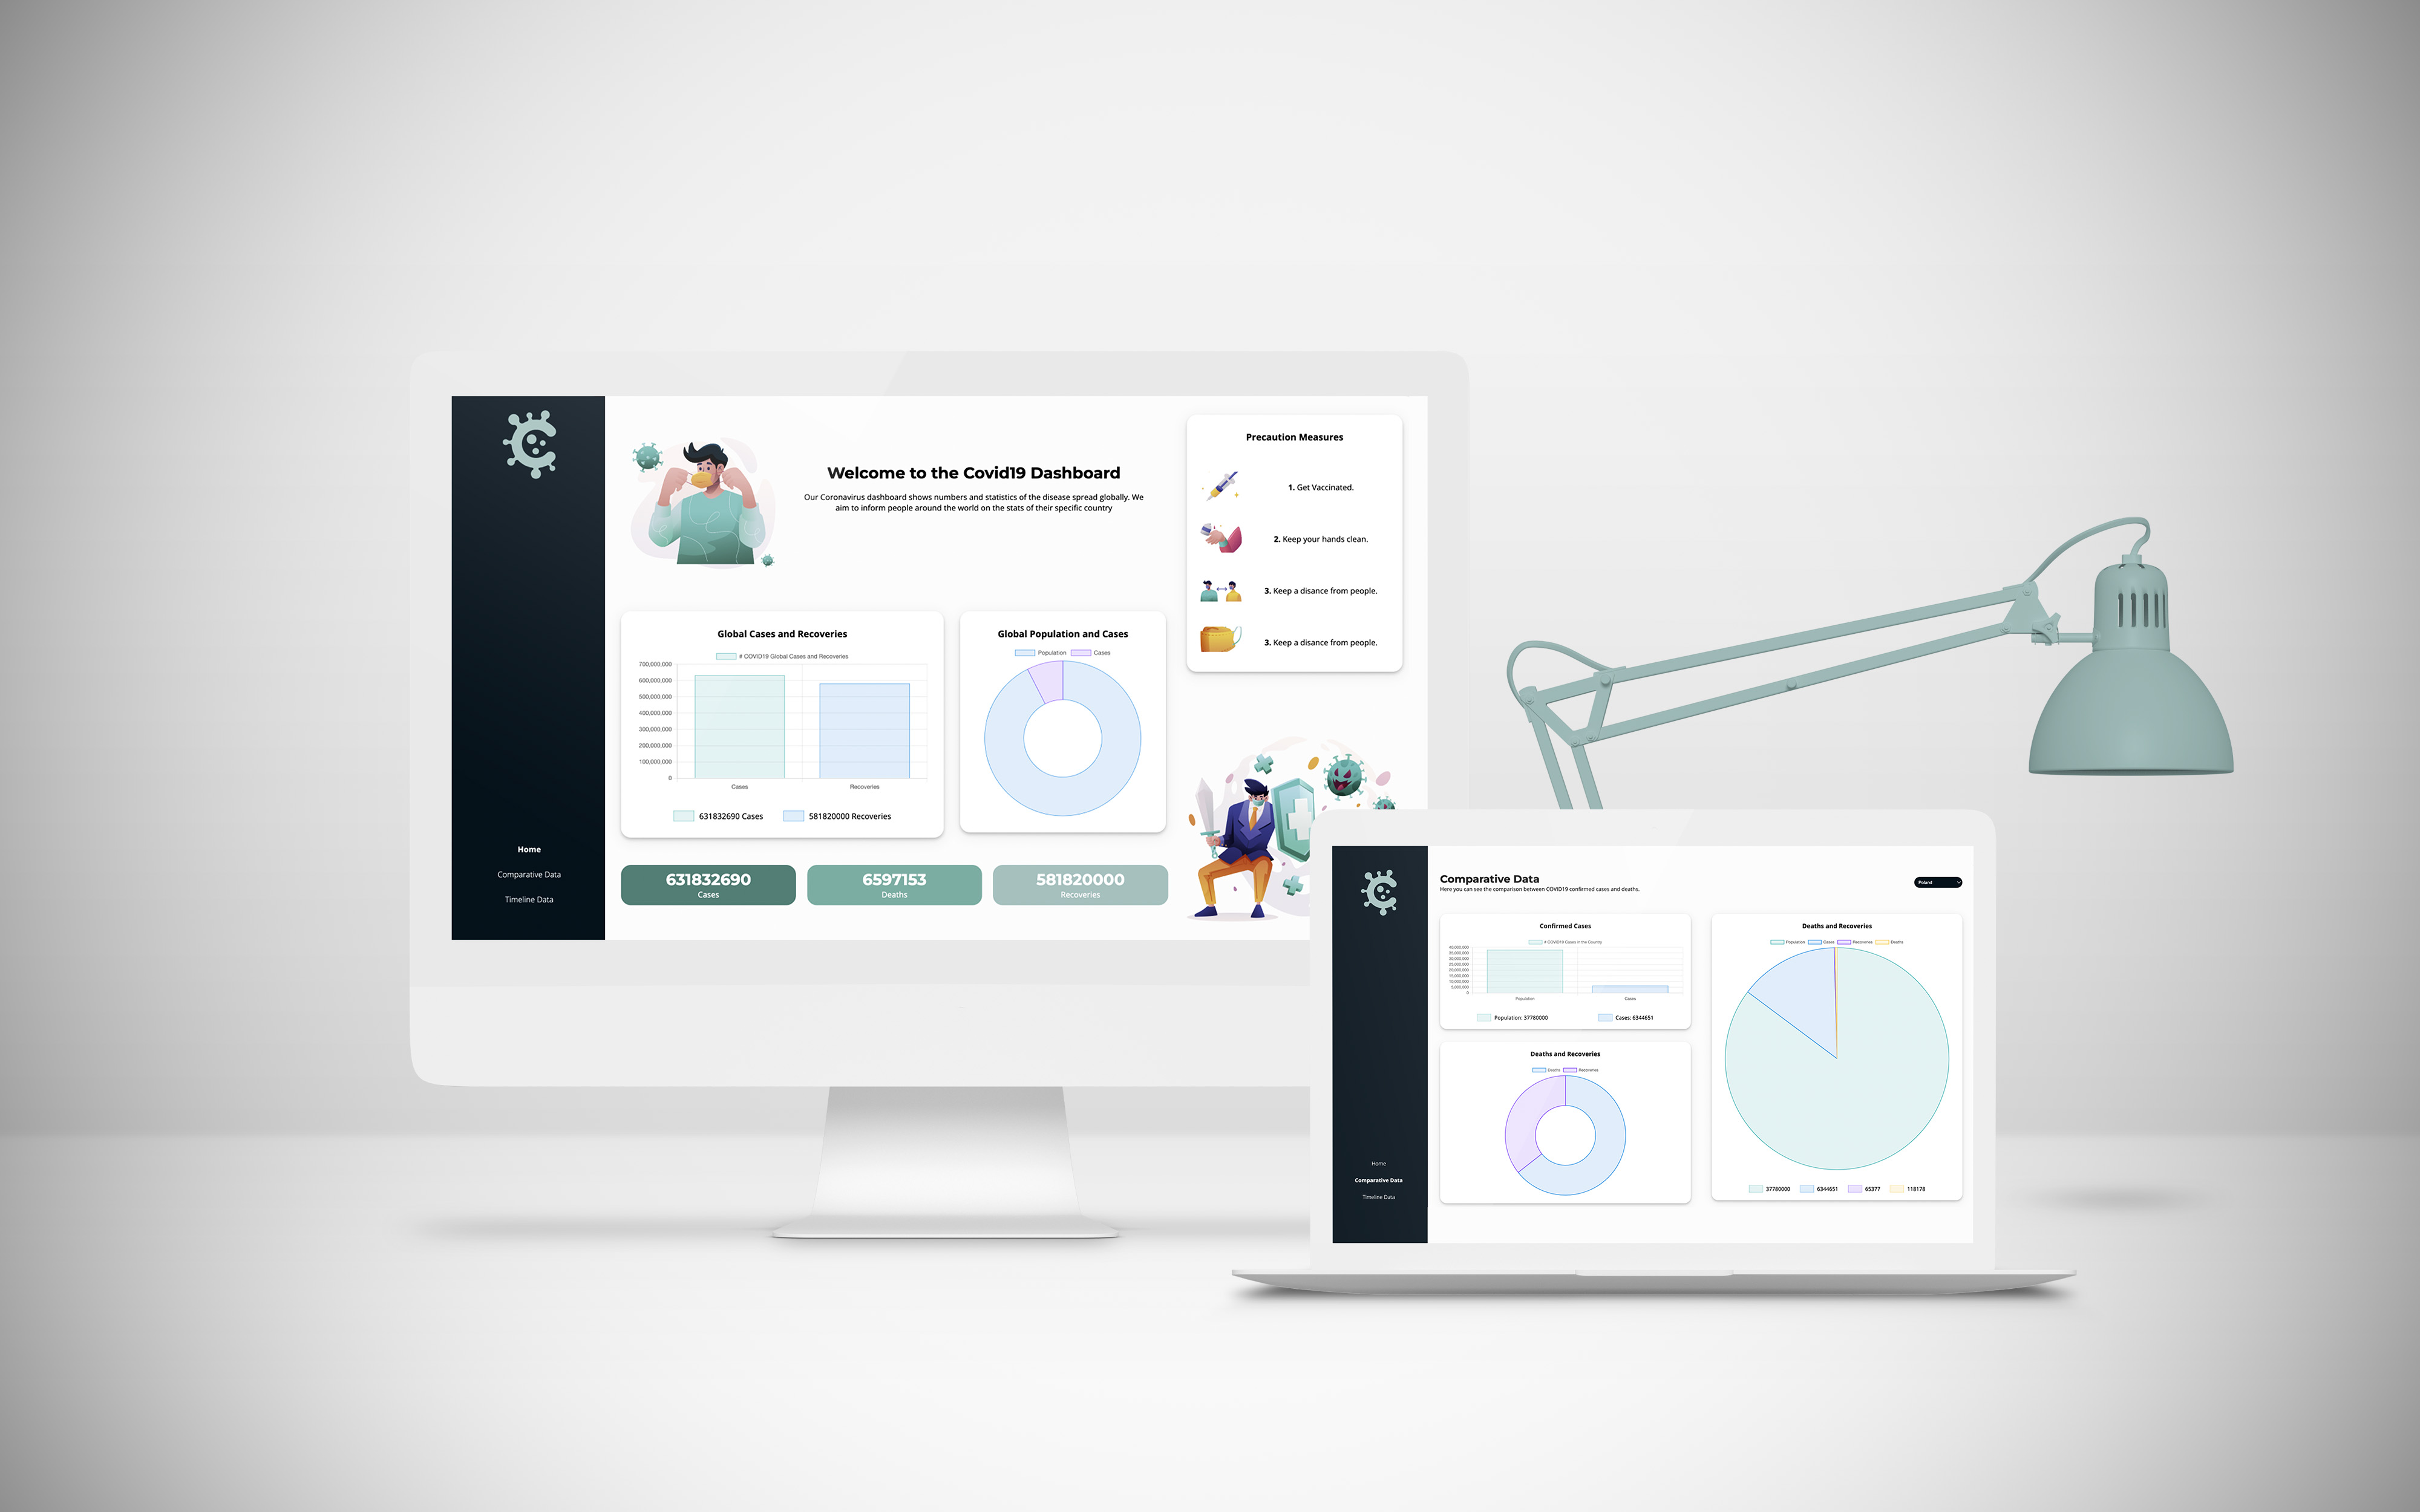 Welcome to the Covid19 Dashboard
Our Coronavirus dashboard shows numbers and statistics of the disease spread globally. We
aim to inform people around the world on the stats of their specific country
Precaution Measures
1. Get Vaccinated.
2. Keep your hands clean.
3. Keep a disance from people.
3. Keep a disance from people.
Global Cases and Recoveries
# COVID19 Global Cases and Recoveries
700,000,000
600,000,000
500,000,000
400,000,000
300,000,000
200,000,000
100,000,000
0
Cases
Recoveries
631832690 Cases
581820000 Recoveries
Global Population and Cases
Population
Cases
Home
Comparative Data
Timeline Data
631832690
Cases
6597153
Deaths
581820000
Recoveries
Comparative Data
Here you can see the comparison between COVID19 confirmed cases and deaths.
Poland
Confirmed Cases
# COVID19 Cases in the Country
40,000,000
35,000,000
30,000,000
25,000,000
20,000,000
15,000,000
10,000,000
5,000,000
0
Population
Cases
Population: 37780000
Cases: 6344651
Deaths and Recoveries
Deaths
Recoveries
Deaths and Recoveries
Population
Cases
Recoveries
Deaths
37780000
6344651
65377
118178
Home
Comparative Data
Timeline Data